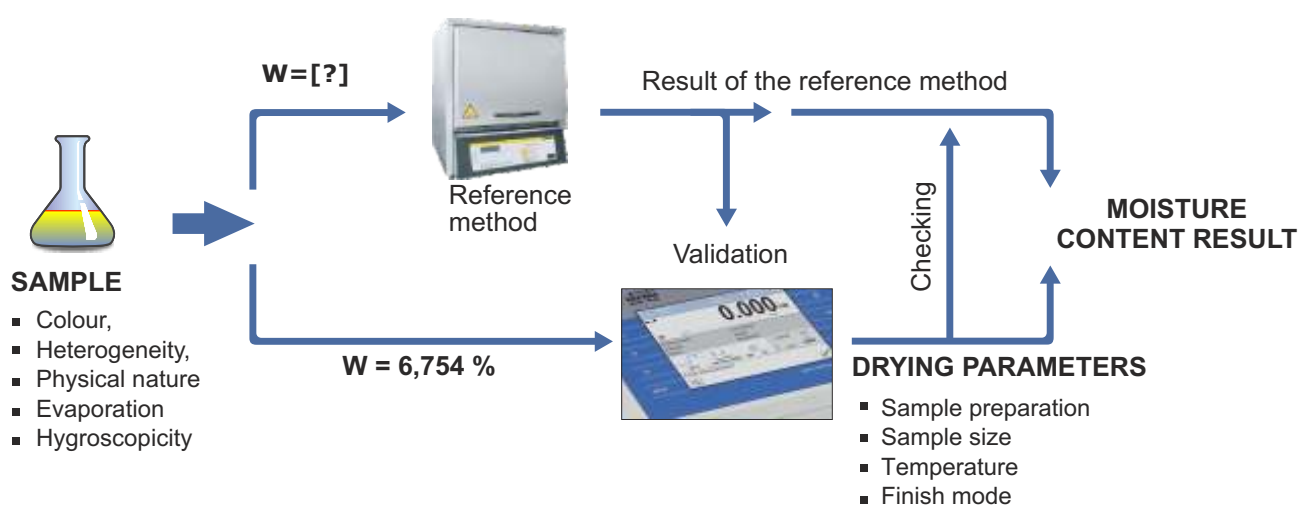 W=[?]
Result of the reference method
Reference
method
Validation
Checking
MOISTURE
CONTENT RESULT
SAMPLE
▪ Colour,
▪ Heterogeneity,
▪ Physical nature
▪ Evaporation
▪ Hygroscopicity
W = 6,754 %
0.000
DRYING PARAMETERS
▪ Sample preparation
▪ Sample size
▪ Temperature
▪ Finish mode